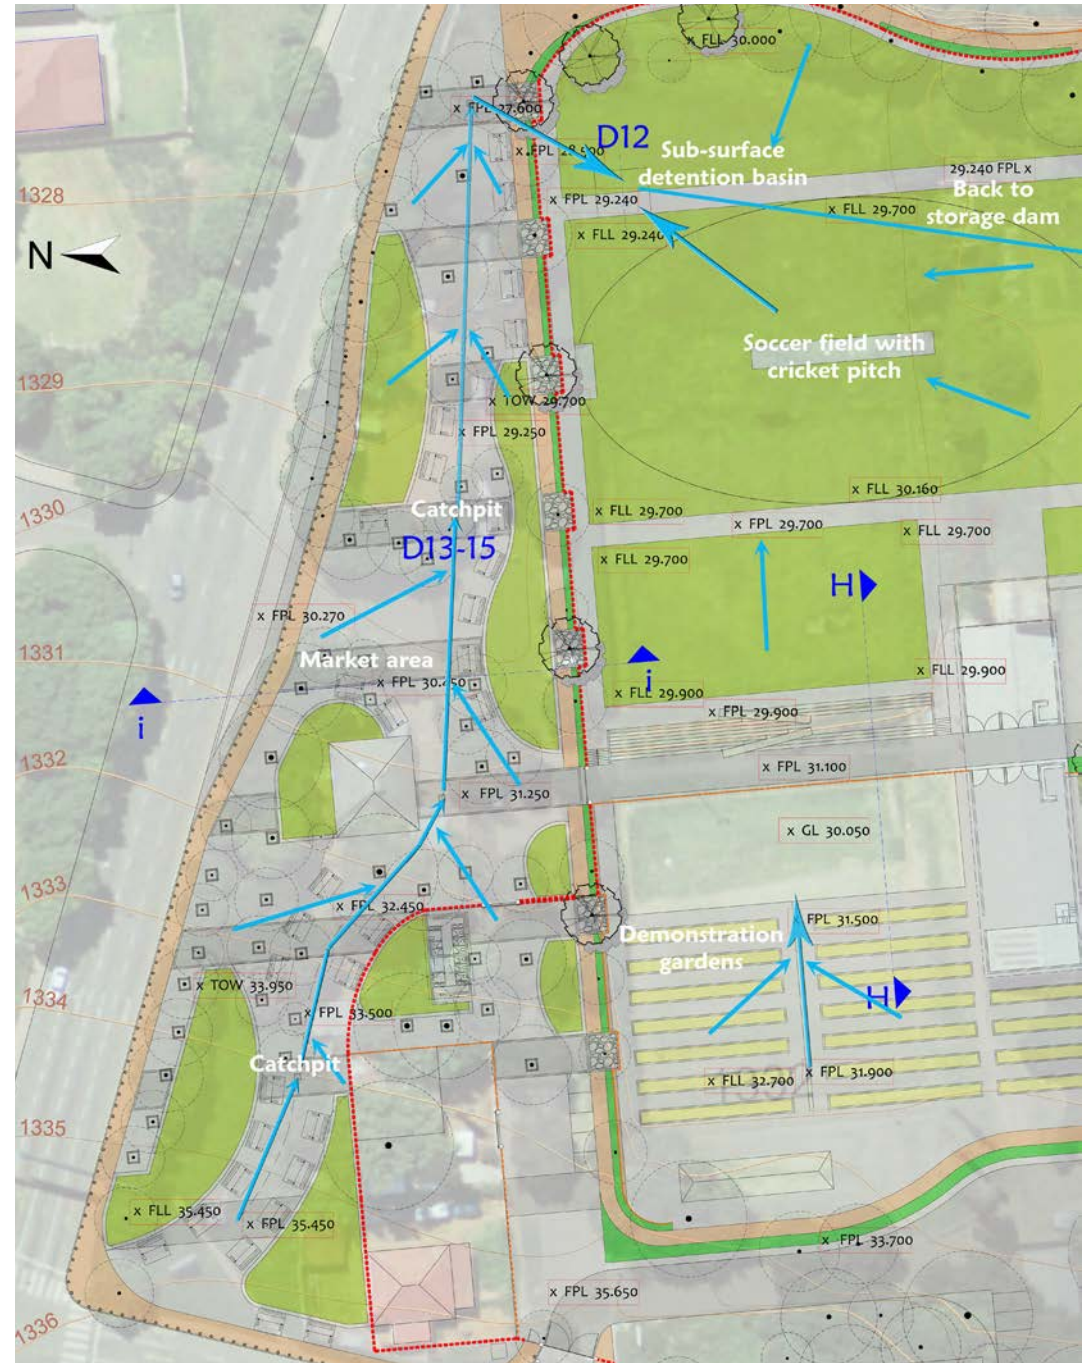 x FLL 30.000
x FPL 27.600
D12
x FPL 28.500
Sub-surface
detention basin
29.240 FPL x
Back to
storage dam
1328
x FPL 29.240
x FLL 29.700
x FLL 29.240
N
Soccer field with
cricket pitch
1329
x TOW 29.700
x FPL 29.250
x FLL 30.160
Catchpit
x FLL 29.700
x FPL 29.700
x FLL 29.700
1330
D13-15
x FLL 29.700
H
x FPL 30.270
1331
Market area
x FPL 30.450
i
x FLL 29.900
x FLL 29.900
i
x FPL 29.900
1332
x FPL 31.100
x FPL 31.250
x GL 30.050
1333
x FPL 32.450
x FPL 31.500
Demonstration
gardens
x TOW 33.950
H
1334
x FPL 33.500
Catchpit
x FLL 32.700
x FPL 31.900
1335
x FLL 35.450
x FPL 35.450
x FPL 33.700
x FPL 35.650
1336